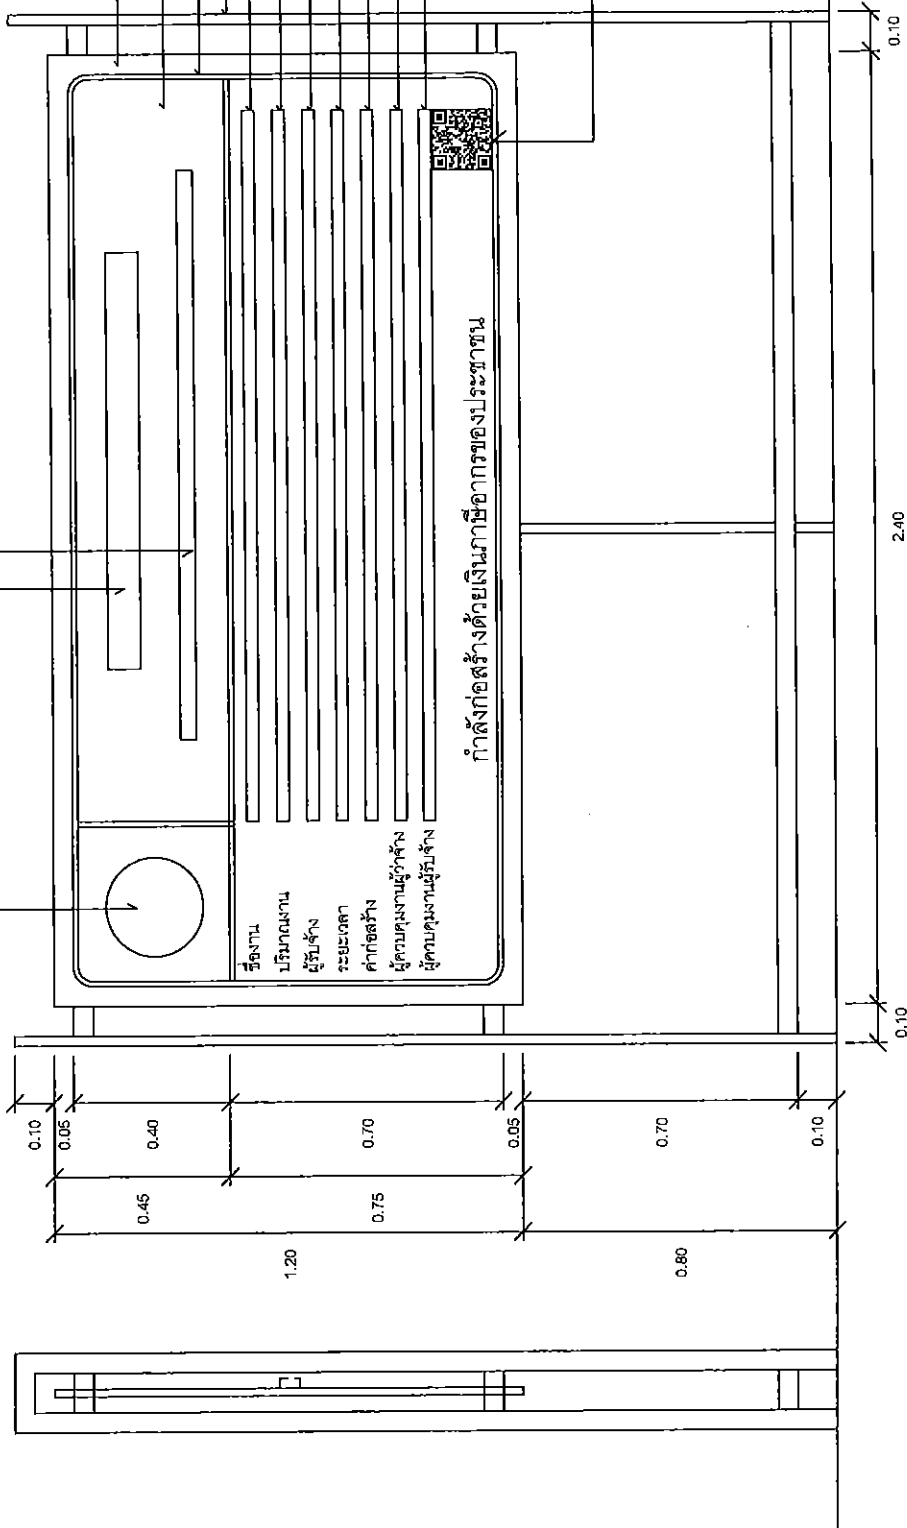 ชื่องาน
ปริมาณงาน
ผู้รับจ้าง
ระยะเวลา
ค่าก่อสร้าง
ผู้ควบคุมงานผู้ว่าจ้าง
ผู้ควบคุมงานผู้รับจ้าง
กำลังก่อสร้างด้วยเงินภาษีอากรของประชาชน
0.10
0.05
0.40
0.70
0.05
0.70
0.10
0.45
0.75
1.20
0.80
0.10
2.40
0.10